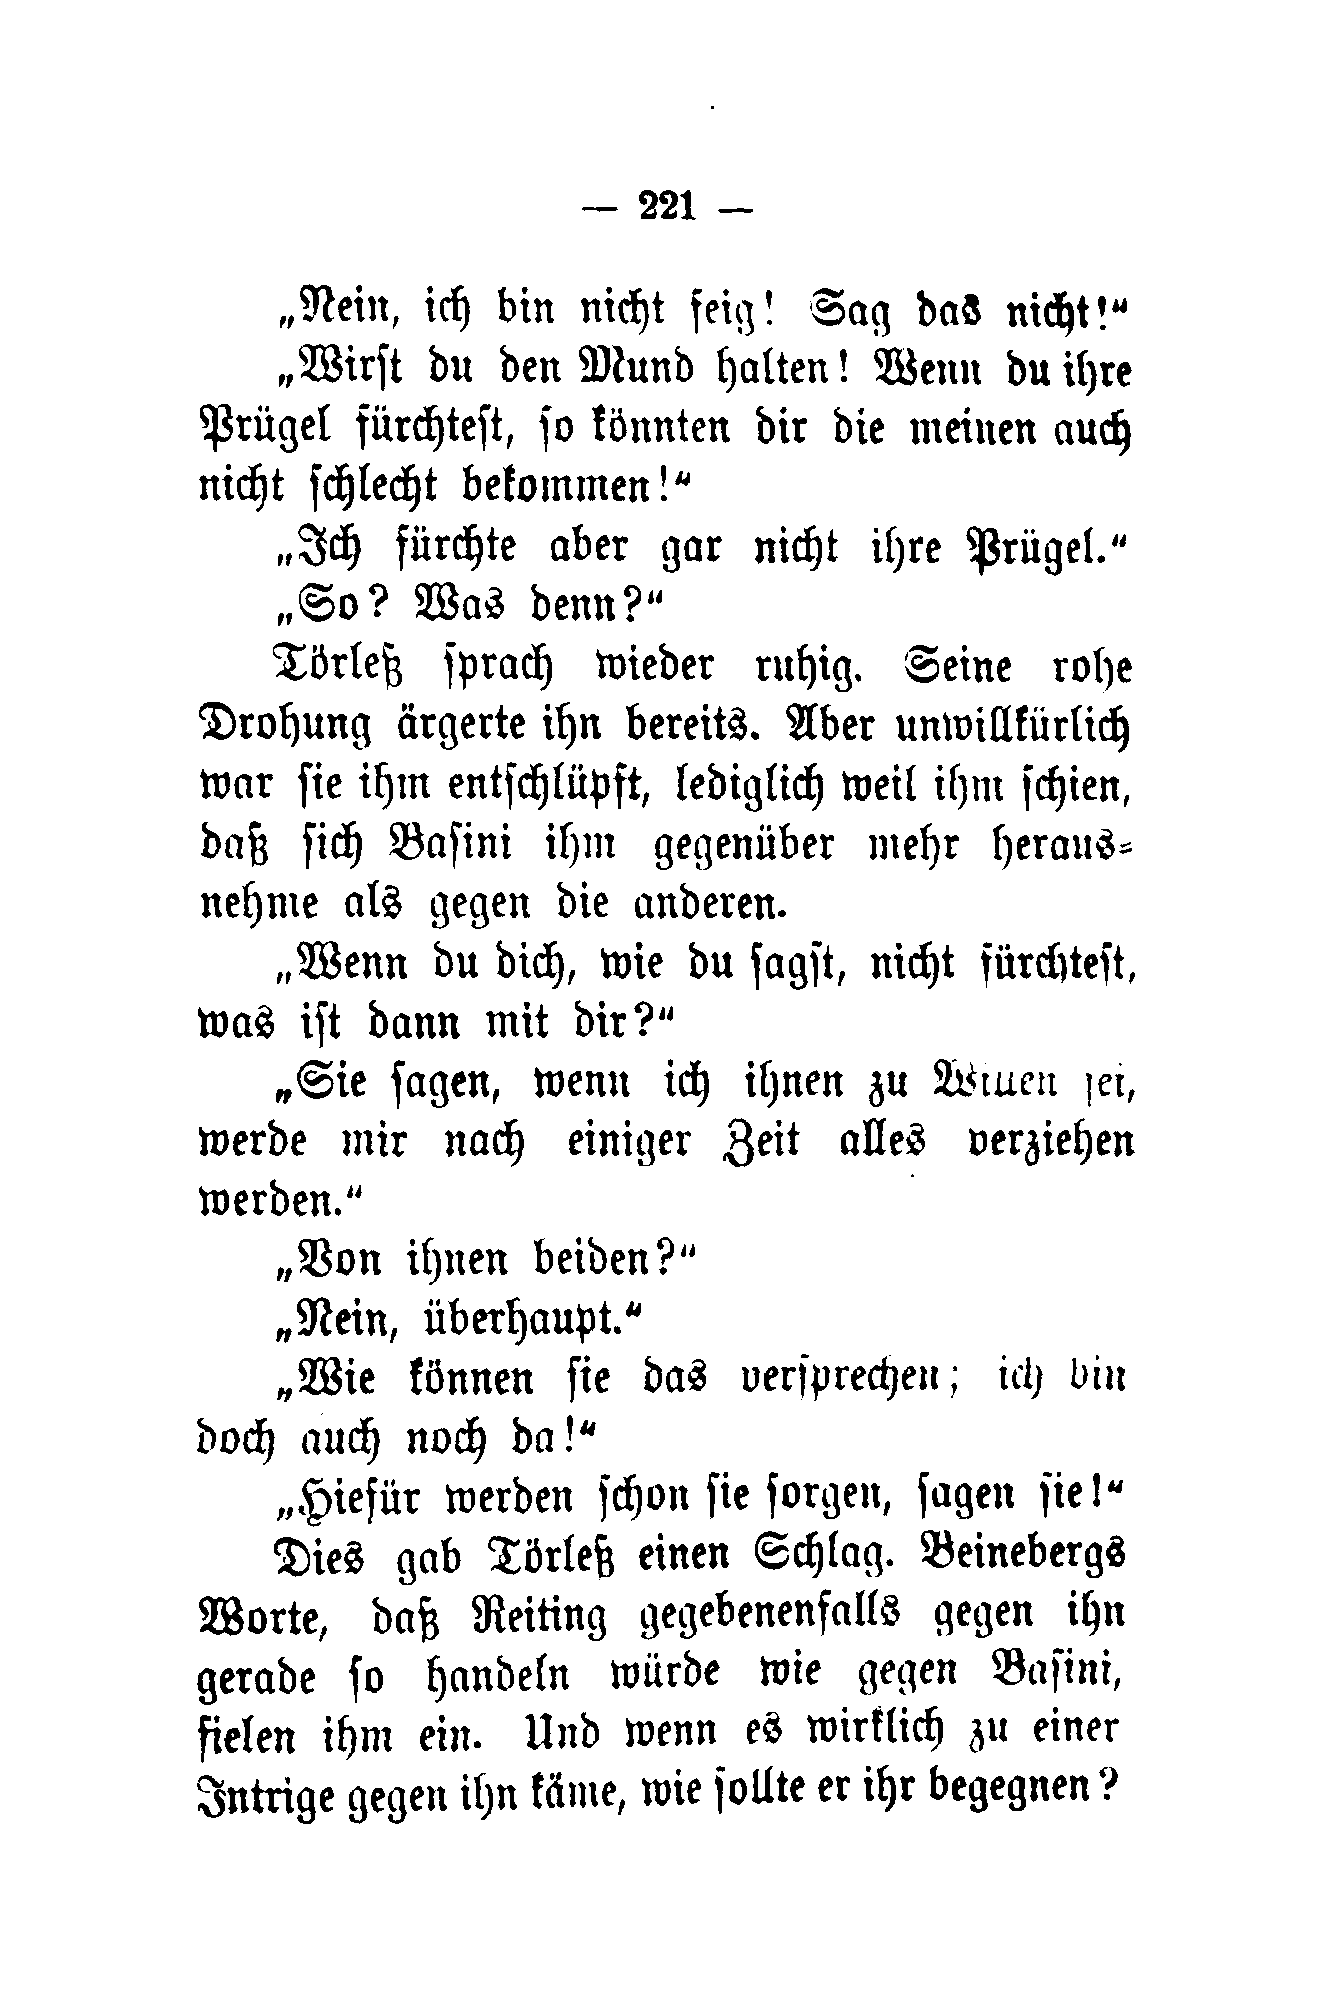 — 221 —
„Nein, ich bin nicht feig! Sag das nicht!“
„Wirst du den Mund halten! Wenn du ihre
Prügel fürchtest, so könnten dir die meinen auch
nicht schlecht bekommen!“
„Ich fürchte aber gar nicht ihre Prügel.“
„So? Was denn?“
Törleß sprach wieder ruhig. Seine rohe
Drohung ärgerte ihn bereits. Aber unwillkürlich
war sie ihm entschlüpft, lediglich weil ihm schien,
daß sich Basini ihm gegenüber mehr heraus-
nehme als gegen die anderen.
„Wenn du dich, wie du sagst, nicht fürchtest,
was ist dann mit dir?“
„Sie sagen, wenn ich ihnen zu Willen sei,
werde mir nach einiger Zeit alles verziehen
werden.“
„Von ihnen beiden?“
„Nein, überhaupt.“
„Wie können sie das versprechen; ich bin
doch auch noch da!“
„Hiefür werden schon sie sorgen, sagen sie!“
Dies gab Törleß einen Schlag. Beinebergs
Worte, daß Reiting gegebenenfalls gegen ihn
gerade so handeln würde wie gegen Basini,
fielen ihm ein. Und wenn es wirklich zu einer
Intrige gegen ihn käme, wie sollte er ihr begegnen?